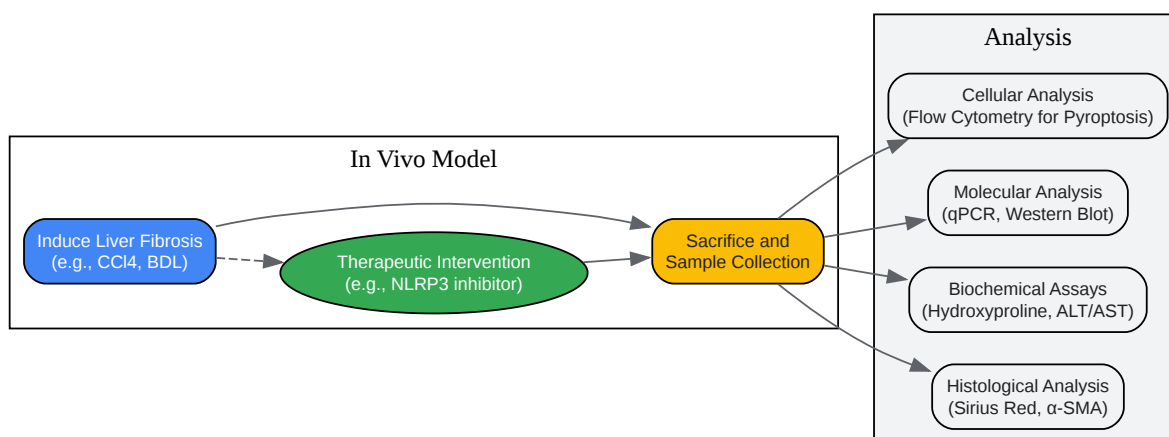 In Vivo Model
Induce Liver Fibrosis
(e.g., CCl4, BDL)
Therapeutic Intervention
(e.g., NLRP3 inhibitor)
Sacrifice and
Sample Collection
Analysis
Cellular Analysis
(Flow Cytometry for Pyroptosis)
Molecular Analysis
(qPCR, Western Blot)
Biochemical Assays
(Hydroxyproline, ALT/AST)
Histological Analysis
(Sirius Red, α-SMA)